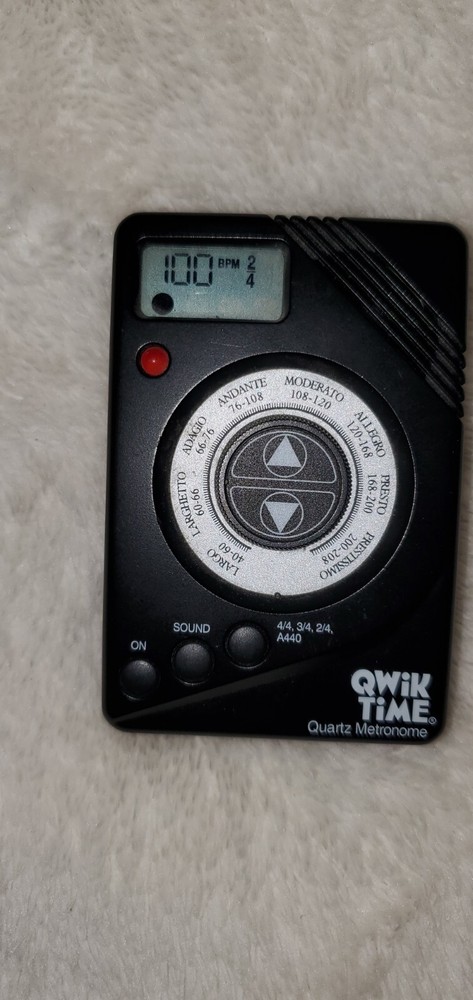 100 BPM 2/4
LARGO
40-60
LARGHETTO
60-66
ADAGIO
66-76
ANDANTE
76-108
MODERATO
108-120
ALLEGRO
120-168
PRESTO
168-200
PRESTISSIMO
200-208
ON
SOUND
4/4, 3/4, 2/4,
A440
QWiK
TiME®
Quartz Metronome